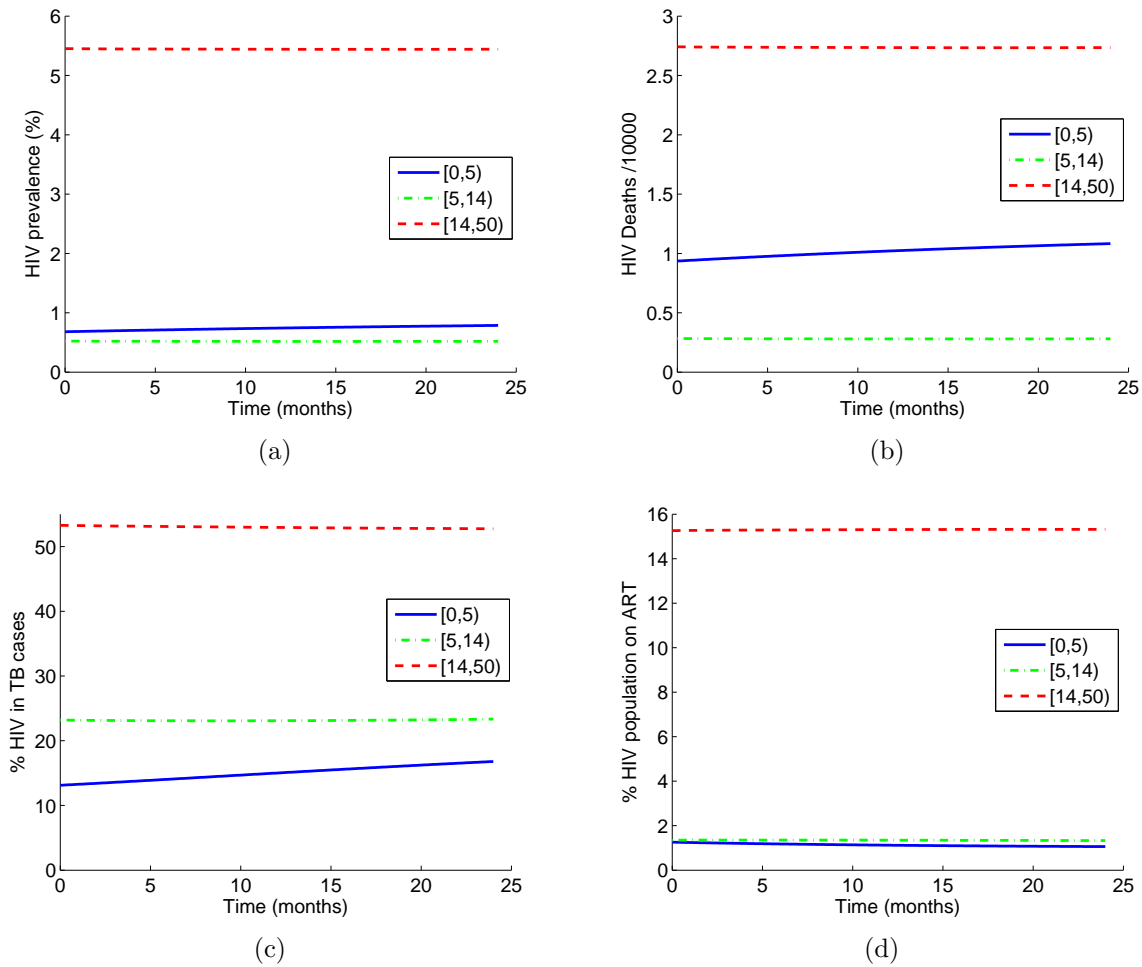 6
5
4
3
2
1
0
HIV prevalence (%)
[0,5)
[5,14)
[14,50)
0 5 10 15 20 25
Time (months)
(a)
3
2.5
2
1.5
1
0.5
0
HIV Deaths /10000
[0,5)
[5,14)
[14,50)
0 5 10 15 20 25
Time (months)
(b)
50
40
30
20
10
0
% HIV in TB cases
[0,5)
[5,14)
[14,50)
0 5 10 15 20 25
Time (months)
(c)
16
14
12
10
8
6
4
2
0
% HIV population on ART
[0,5)
[5,14)
[14,50)
0 5 10 15 20 25
Time (months)
(d)